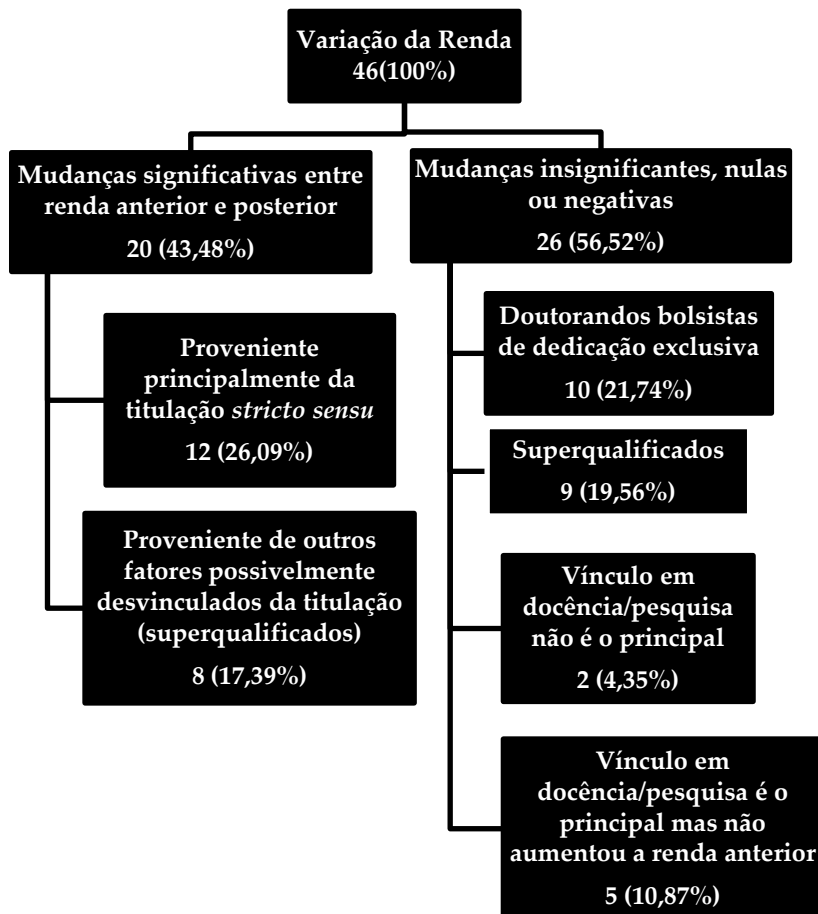 Variação da Renda
46(100%)
Mudanças significativas entre
renda anterior e posterior
20 (43,48%)
Proveniente
principalmente da
titulação stricto sensu
12 (26,09%)
Proveniente de outros
fatores possivelmente
desvinculados da titulação
(superqualificados)
8 (17,39%)
Mudanças insignificantes, nulas
ou negativas
26 (56,52%)
Doutorandos bolsistas
de dedicação exclusiva
10 (21,74%)
Superqualificados
9 (19,56%)
Vínculo em
docência/pesquisa
não é o principal
2 (4,35%)
Vínculo em
docência/pesquisa é o
principal mas não
aumentou a renda anterior
5 (10,87%)